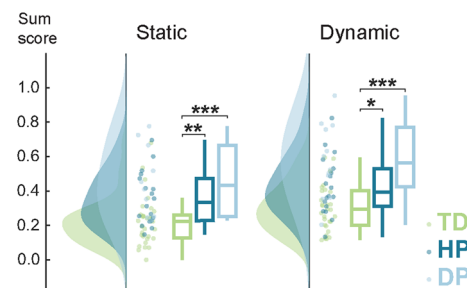 Sum
score
Static
Dynamic
1.0
0.8
0.6
0.4
0.2
0.0
***
**
***
*
TD
HP
DP